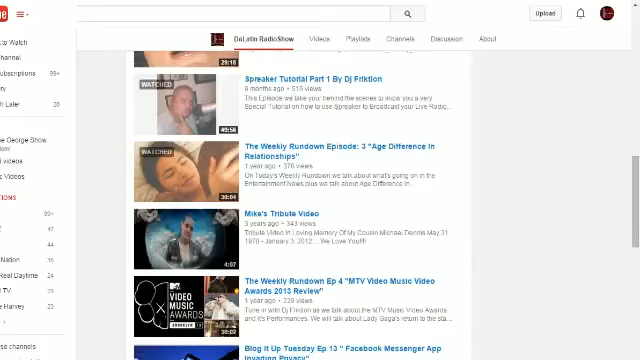 Upload
DaLatin RadioShow Videos Playlists Channels Discussion About
to Watch
channel
subscriptions 99+
Later 20
e George Show
videos
Videos
99+
47
44
Nation 35
Real Daytime 24
TV 23
Harvey 14
se channels
29:18
WATCHED
49:56
Spreaker Tutorial Part 1 By Dj Friktion
9 months ago • 515 views
This Episode we take your behind the scenes to show you a very
Special Tutorial on how to use Spreaker to Broadcast your Live Radio...
WATCHED
30:04
The Weekly Rundown Episode: 3 "Age Difference In
Relationships"
1 year ago • 370 views
On Today's Weekly Rundown we talk about what's going on in the
Entertainment News plus we talk about Age Difference in
4:07
Mike's Tribute Video
3 years ago • 343 views
Tribute Video In Loving Memory Of My Cousin Michael Dennis May 31,
1978 - January 3, 2012....We Love You!!!!
VIDEO
MUSIC
AWARDS
BROOKLYN 13
30:02
The Weekly Rundown Ep 4 "MTV Video Music Video
Awards 2013 Review"
1 year ago • 229 views
Tune in with Dj Friktion as we talk about the MTV Music Video Awards
and it's Performances. We will talk about Lady Gaga's return to the sta...
Blog It Up Tuesday Ep 13 " Facebook Messenger App
Invading Privacy"